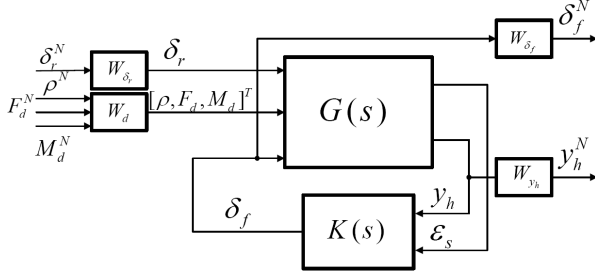 δ_f^N
W_{δ_f}
δ_r^N
W_{δ_r}
δ_r
ρ^N
F_d^N
W_d
[ρ, F_d, M_d]^T
M_d^N
G(s)
y_h^N
W_{y_h}
y_h
δ_f
K(s)
ε_s